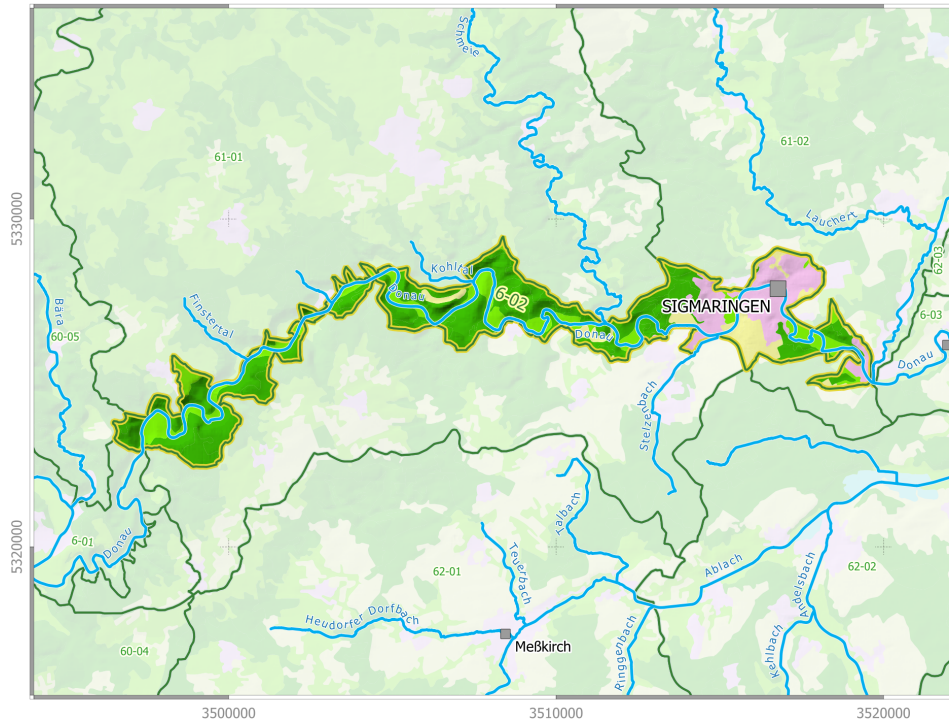 Schmeie
61-01
61-02
5330000
Lauchert
62-03
Kohltal
Donau
6-02
Bära
Finstertal
60-05
SIGMARINGEN
6-03
Donau
Donau
Stelzenbach
Talbach
6-01
Donau
5320000
Teuerbach
62-01
Ablach
Andelsbach
62-02
Heudorfer Dorfbach
Meßkirch
Ringgenbach
Kehlbach
60-04
3500000
3510000
3520000